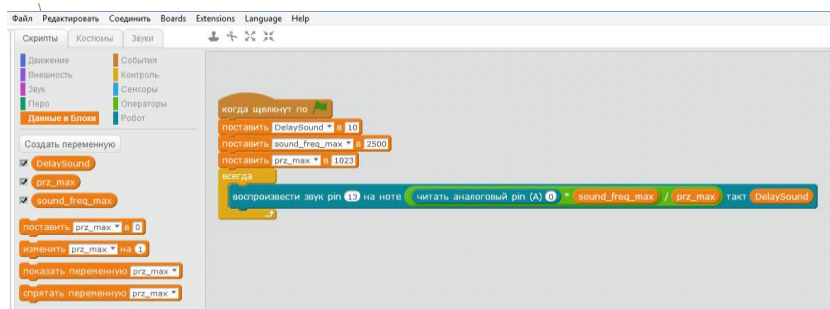 Файл Редактировать Соединить Boards Extensions Language Help
Скрипты Костюмы Звуки
Движение События
Внешность Контроль
Звук Сенсоры
Перо Операторы
Данные и Блоки Робот
Создать переменную
DelaySound
prz_max
sound_freq_max
поставить prz_max в 0
изменить prz_max на 1
показать переменную prz_max
спрятать переменную prz_max
когда щелкнут по
поставить DelaySound в 10
поставить sound_freq_max в 2500
поставить prz_max в 1023
всегда
воспроизвести звук pin 13 на ноте читать аналоговый pin (A) 0 * sound_freq_max / prz_max такт DelaySound